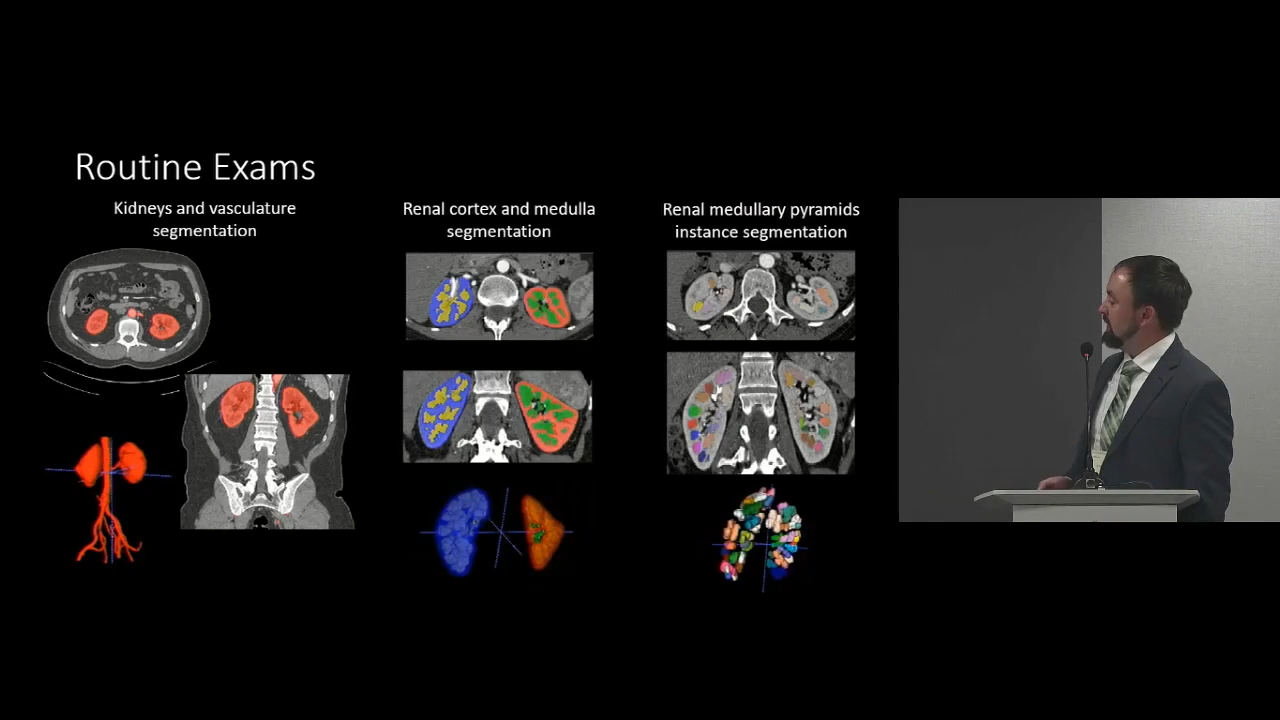 Routine Exams
Kidneys and vasculature
segmentation
Renal cortex and medulla
segmentation
Renal medullary pyramids
instance segmentation